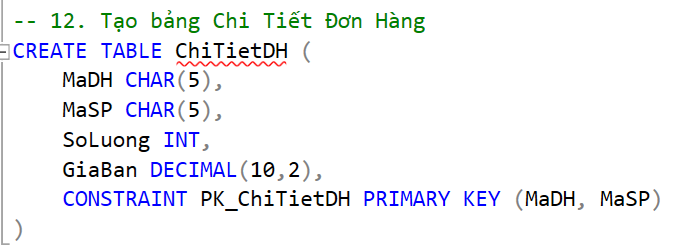 -- 12. Tạo bảng Chi Tiết Đơn Hàng
CREATE TABLE ChiTietDH (
    MaDH CHAR(5),
    MaSP CHAR(5),
    SoLuong INT,
    GiaBan DECIMAL(10,2),
    CONSTRAINT PK_ChiTietDH PRIMARY KEY (MaDH, MaSP)
)